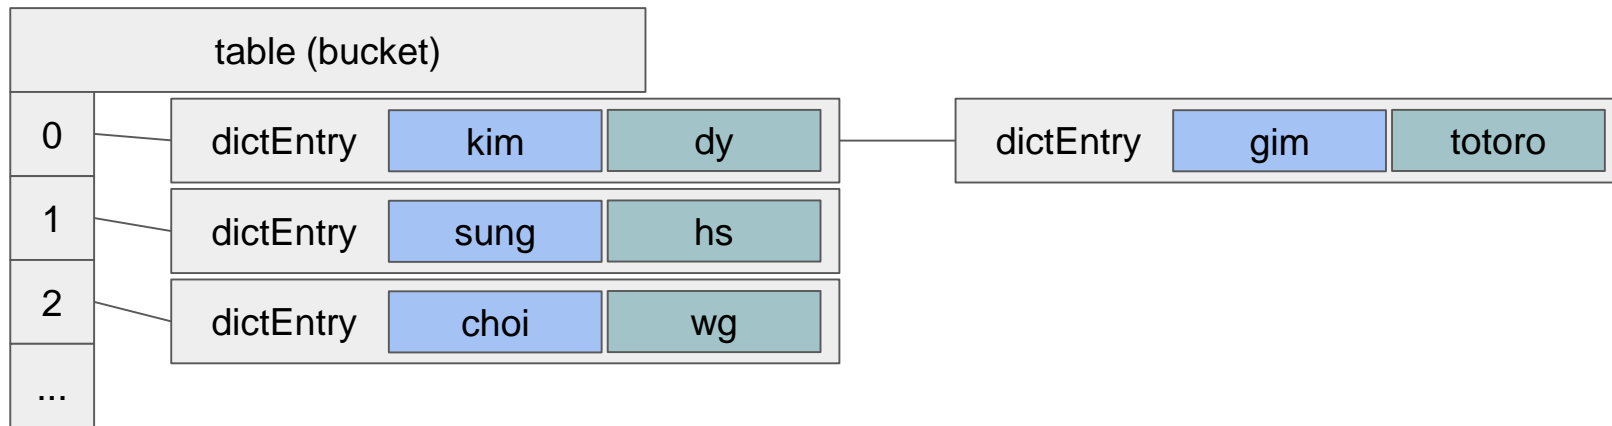 table (bucket)
0 dictEntry kim dy dictEntry gim totoro
1 dictEntry sung hs
2 dictEntry choi wg
...